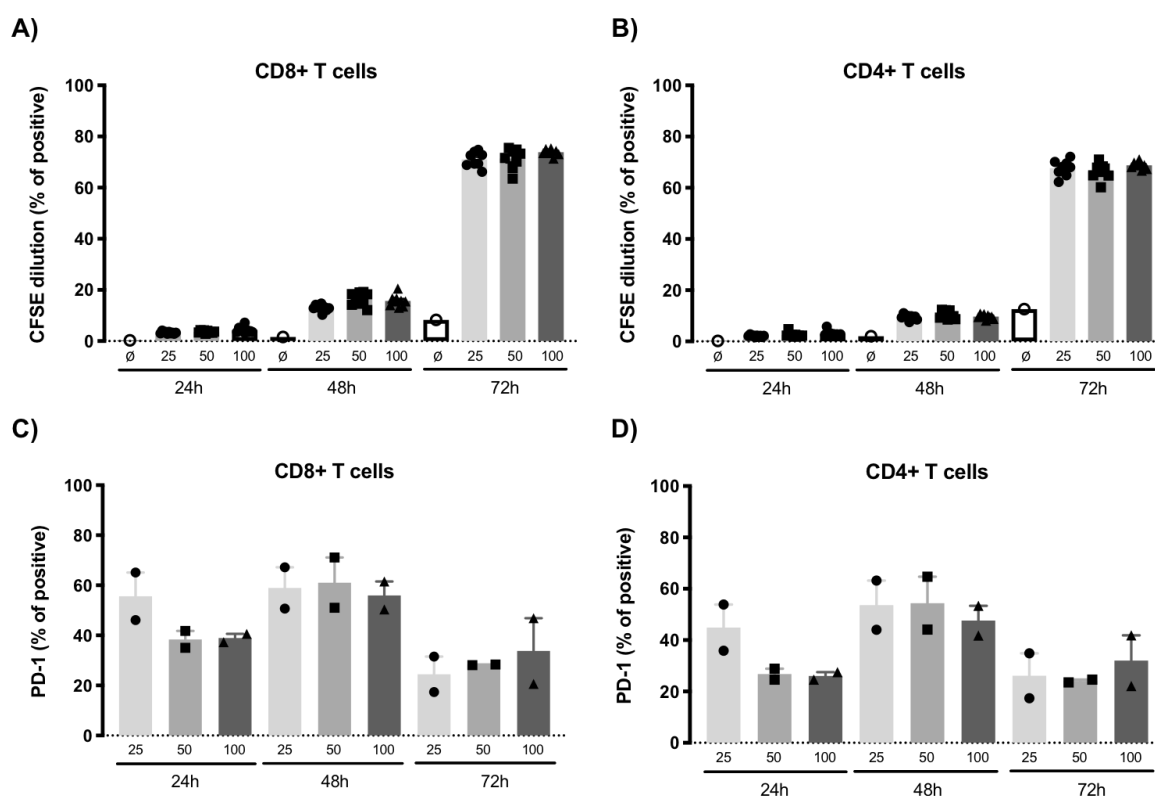 A)
CD8+ T cells
CFSE dilution (% of positive)
100
80
60
40
20
0
Ø 25 50 100 Ø 25 50 100 Ø 25 50 100
24h 48h 72h
B)
CD4+ T cells
CFSE dilution (% of positive)
100
80
60
40
20
0
Ø 25 50 100 Ø 25 50 100 Ø 25 50 100
24h 48h 72h
C)
CD8+ T cells
PD-1 (% of positive)
100
80
60
40
20
0
25 50 100 25 50 100 25 50 100
24h 48h 72h
D)
CD4+ T cells
PD-1 (% of positive)
100
80
60
40
20
0
25 50 100 25 50 100 25 50 100
24h 48h 72h